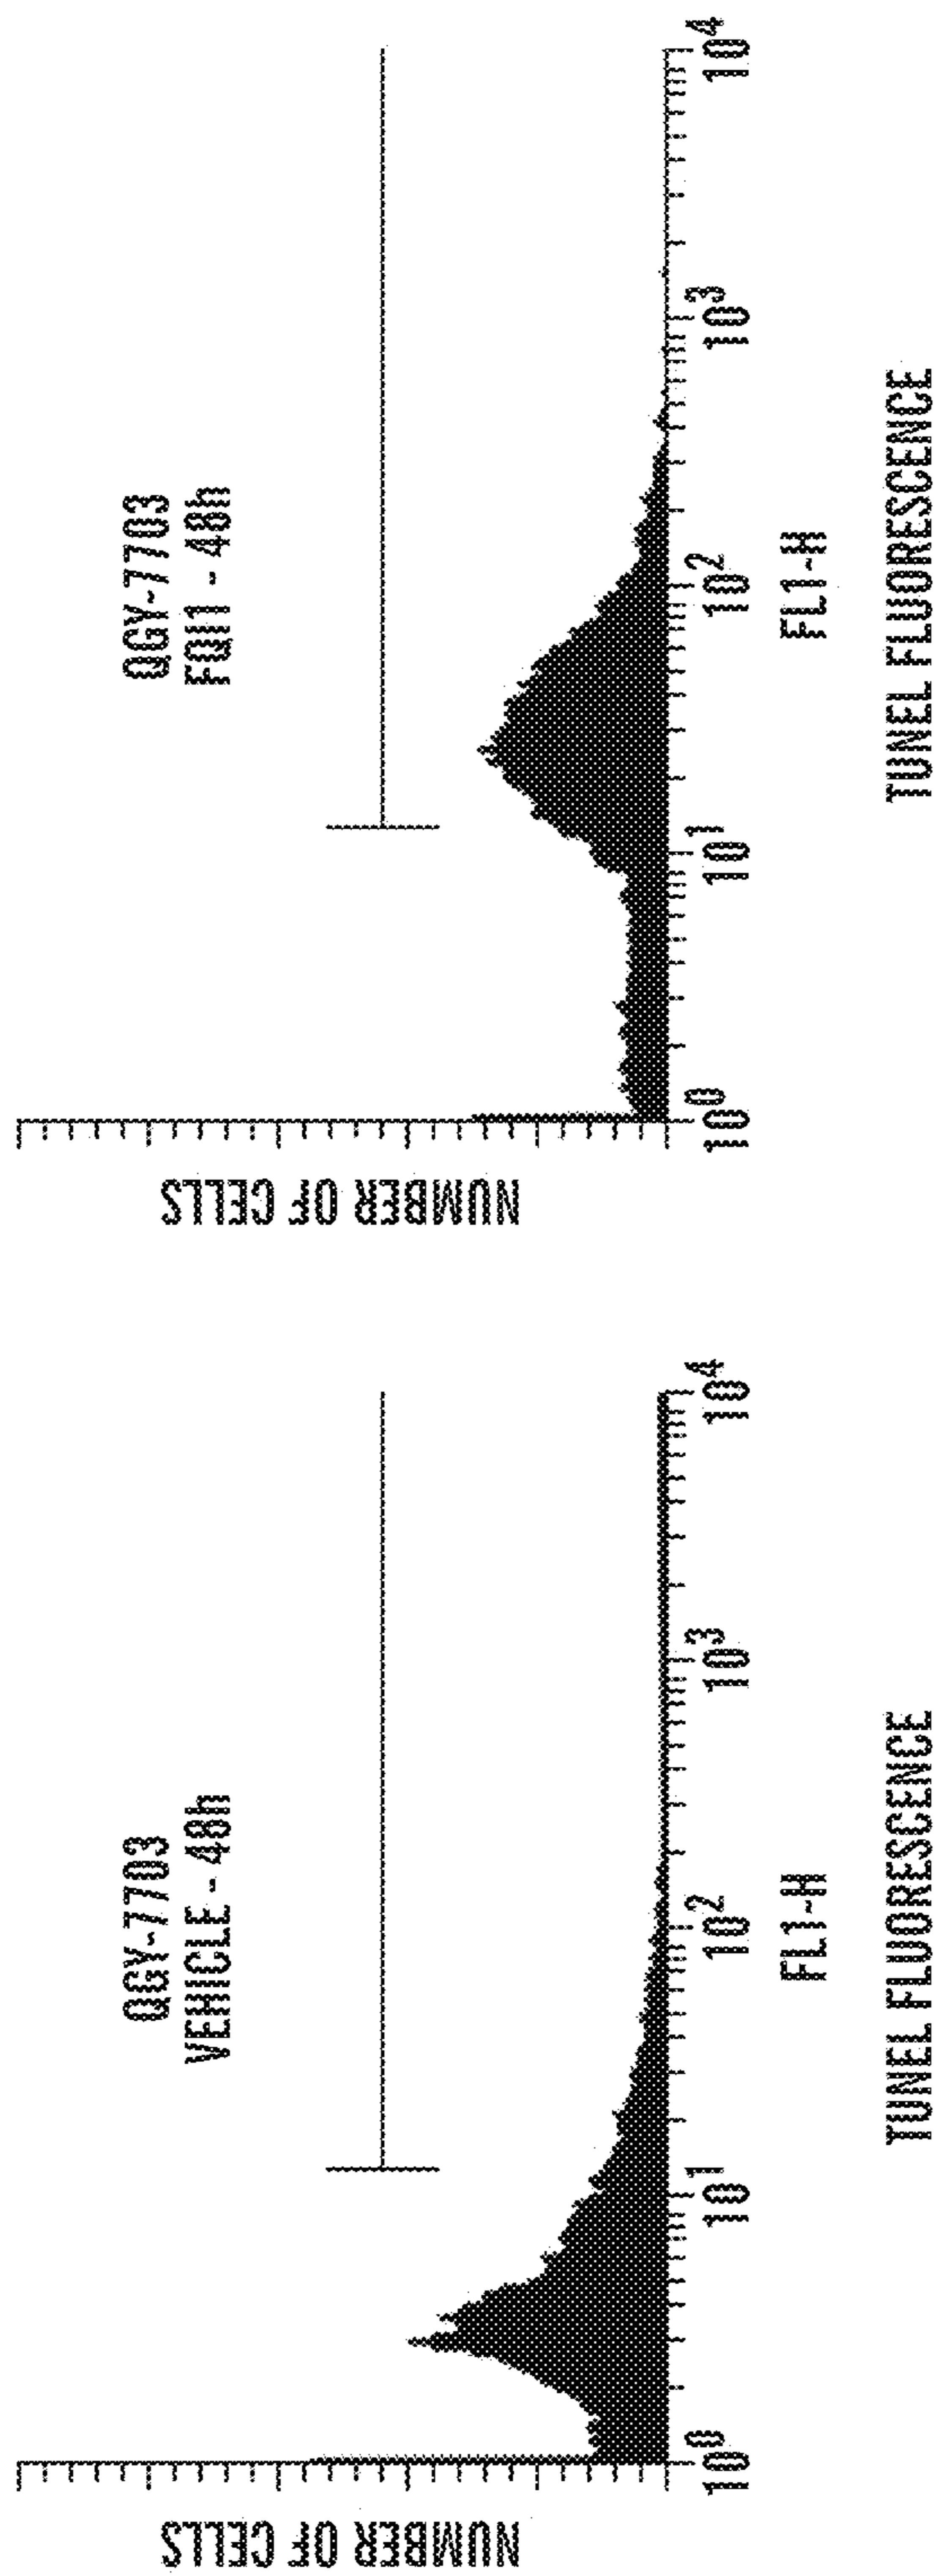 QGY-7703
VEHICLE - 48h
NUMBER OF CELLS
10^0 10^1 10^2 10^3 10^4
FL1-H
TUNEL FLUORESCENCE
QGY-7703
FQI1 - 48h
NUMBER OF CELLS
10^0 10^1 10^2 10^3 10^4
FL1-H
TUNEL FLUORESCENCE